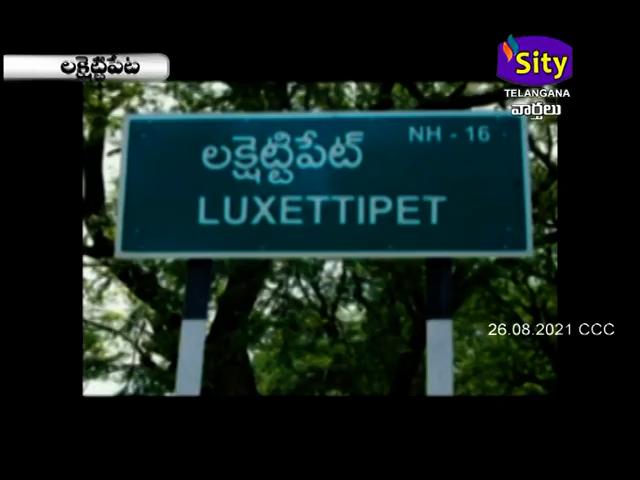 లక్షెట్టిపేట
Sity
TELANGANA
వార్తలు
NH - 16
లక్షెట్టిపేట్
LUXETTIPET
26.08.2021 CCC